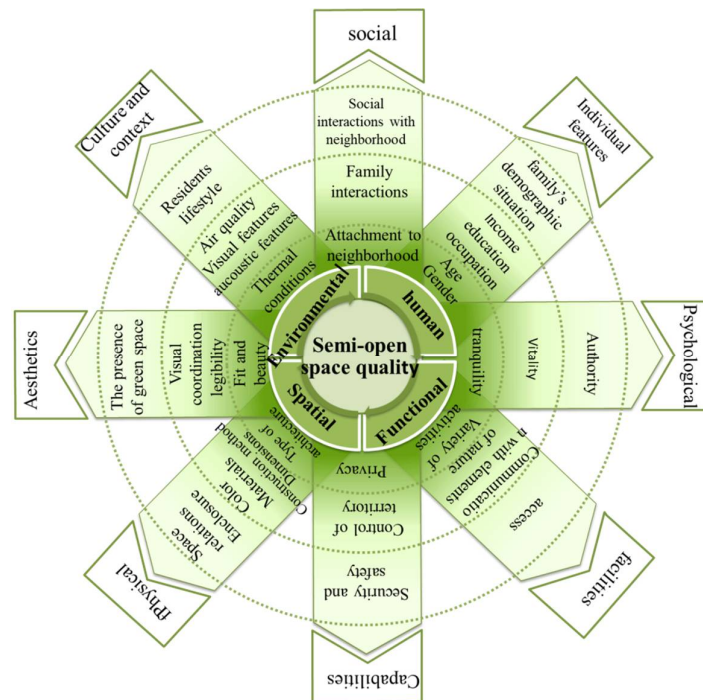 social
Social
interactions with
neighborhood
Family
interactions
Attachment to
neighborhood
Individual
features
family's
demographic
situation
Income
education
occupation
Age
Gender
Psychological
Authority
Vitality
tranquility
facilities
access
Communicatio
n with elements
of nature
Variety of
activities
Capabilities
Security and
safety
Control of
territory
Privacy
fPhysical
Space
relations
Enclosure
Color
Materials
Construction method
Dimensions
Type of
architecture
Aesthetics
The presence
of green space
Visual
coordination
legibility
Fit and
beauty
Culture and
context
Residents
lifestyle
Air quality
Visual features
aucoustic features
Thermal
conditions
Environmental
human
Functional
Spatial
Semi-open
space quality